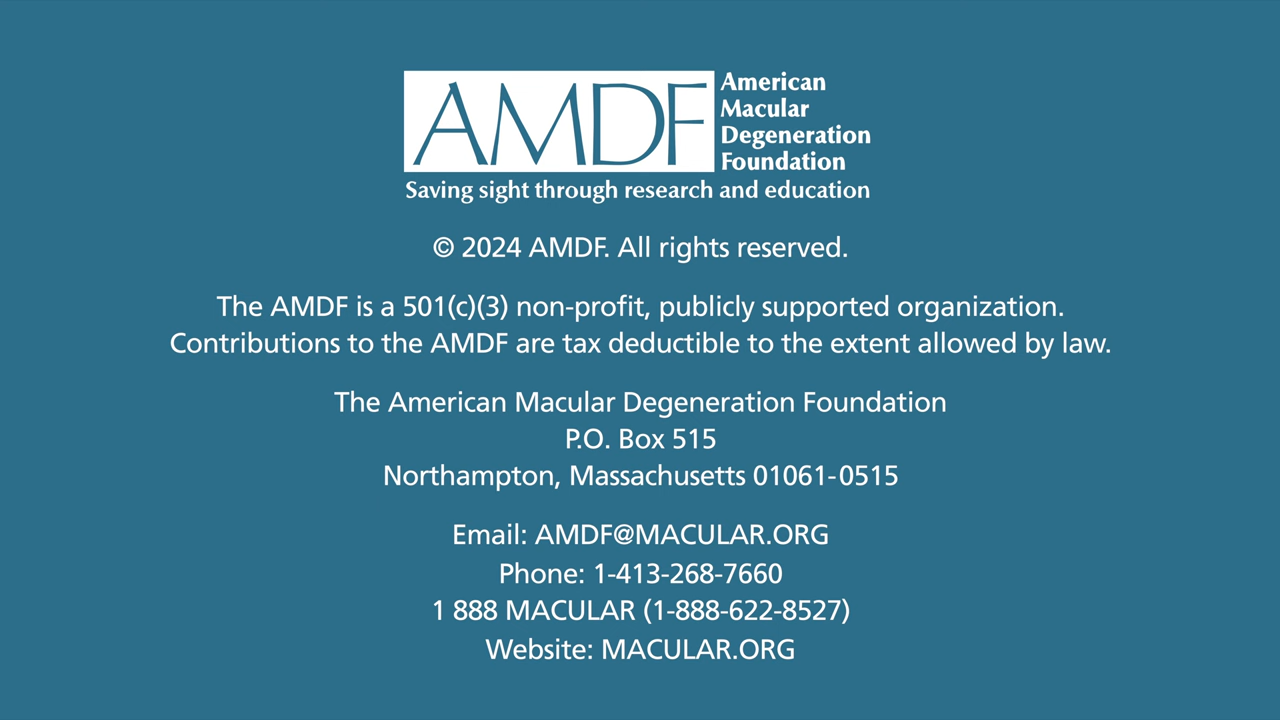 AMDF
American
Macular
Degeneration
Foundation
Saving sight through research and education
© 2024 AMDF. All rights reserved.
The AMDF is a 501(c)(3) non-profit, publicly supported organization.
Contributions to the AMDF are tax deductible to the extent allowed by law.
The American Macular Degeneration Foundation
P.O. Box 515
Northampton, Massachusetts 01061-0515
Email: AMDF@MACULAR.ORG
Phone: 1-413-268-7660
1 888 MACULAR (1-888-622-8527)
Website: MACULAR.ORG